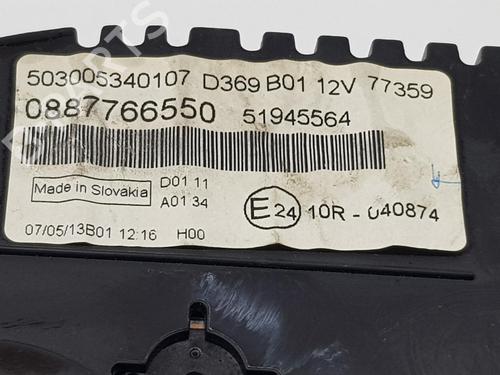 503005340107 D369 B01 12V 77359
0887766550 51945564
Made in Slovakia D01 11
A01 34
E24 10R - 040874
07/05/13B01 12:16 H00